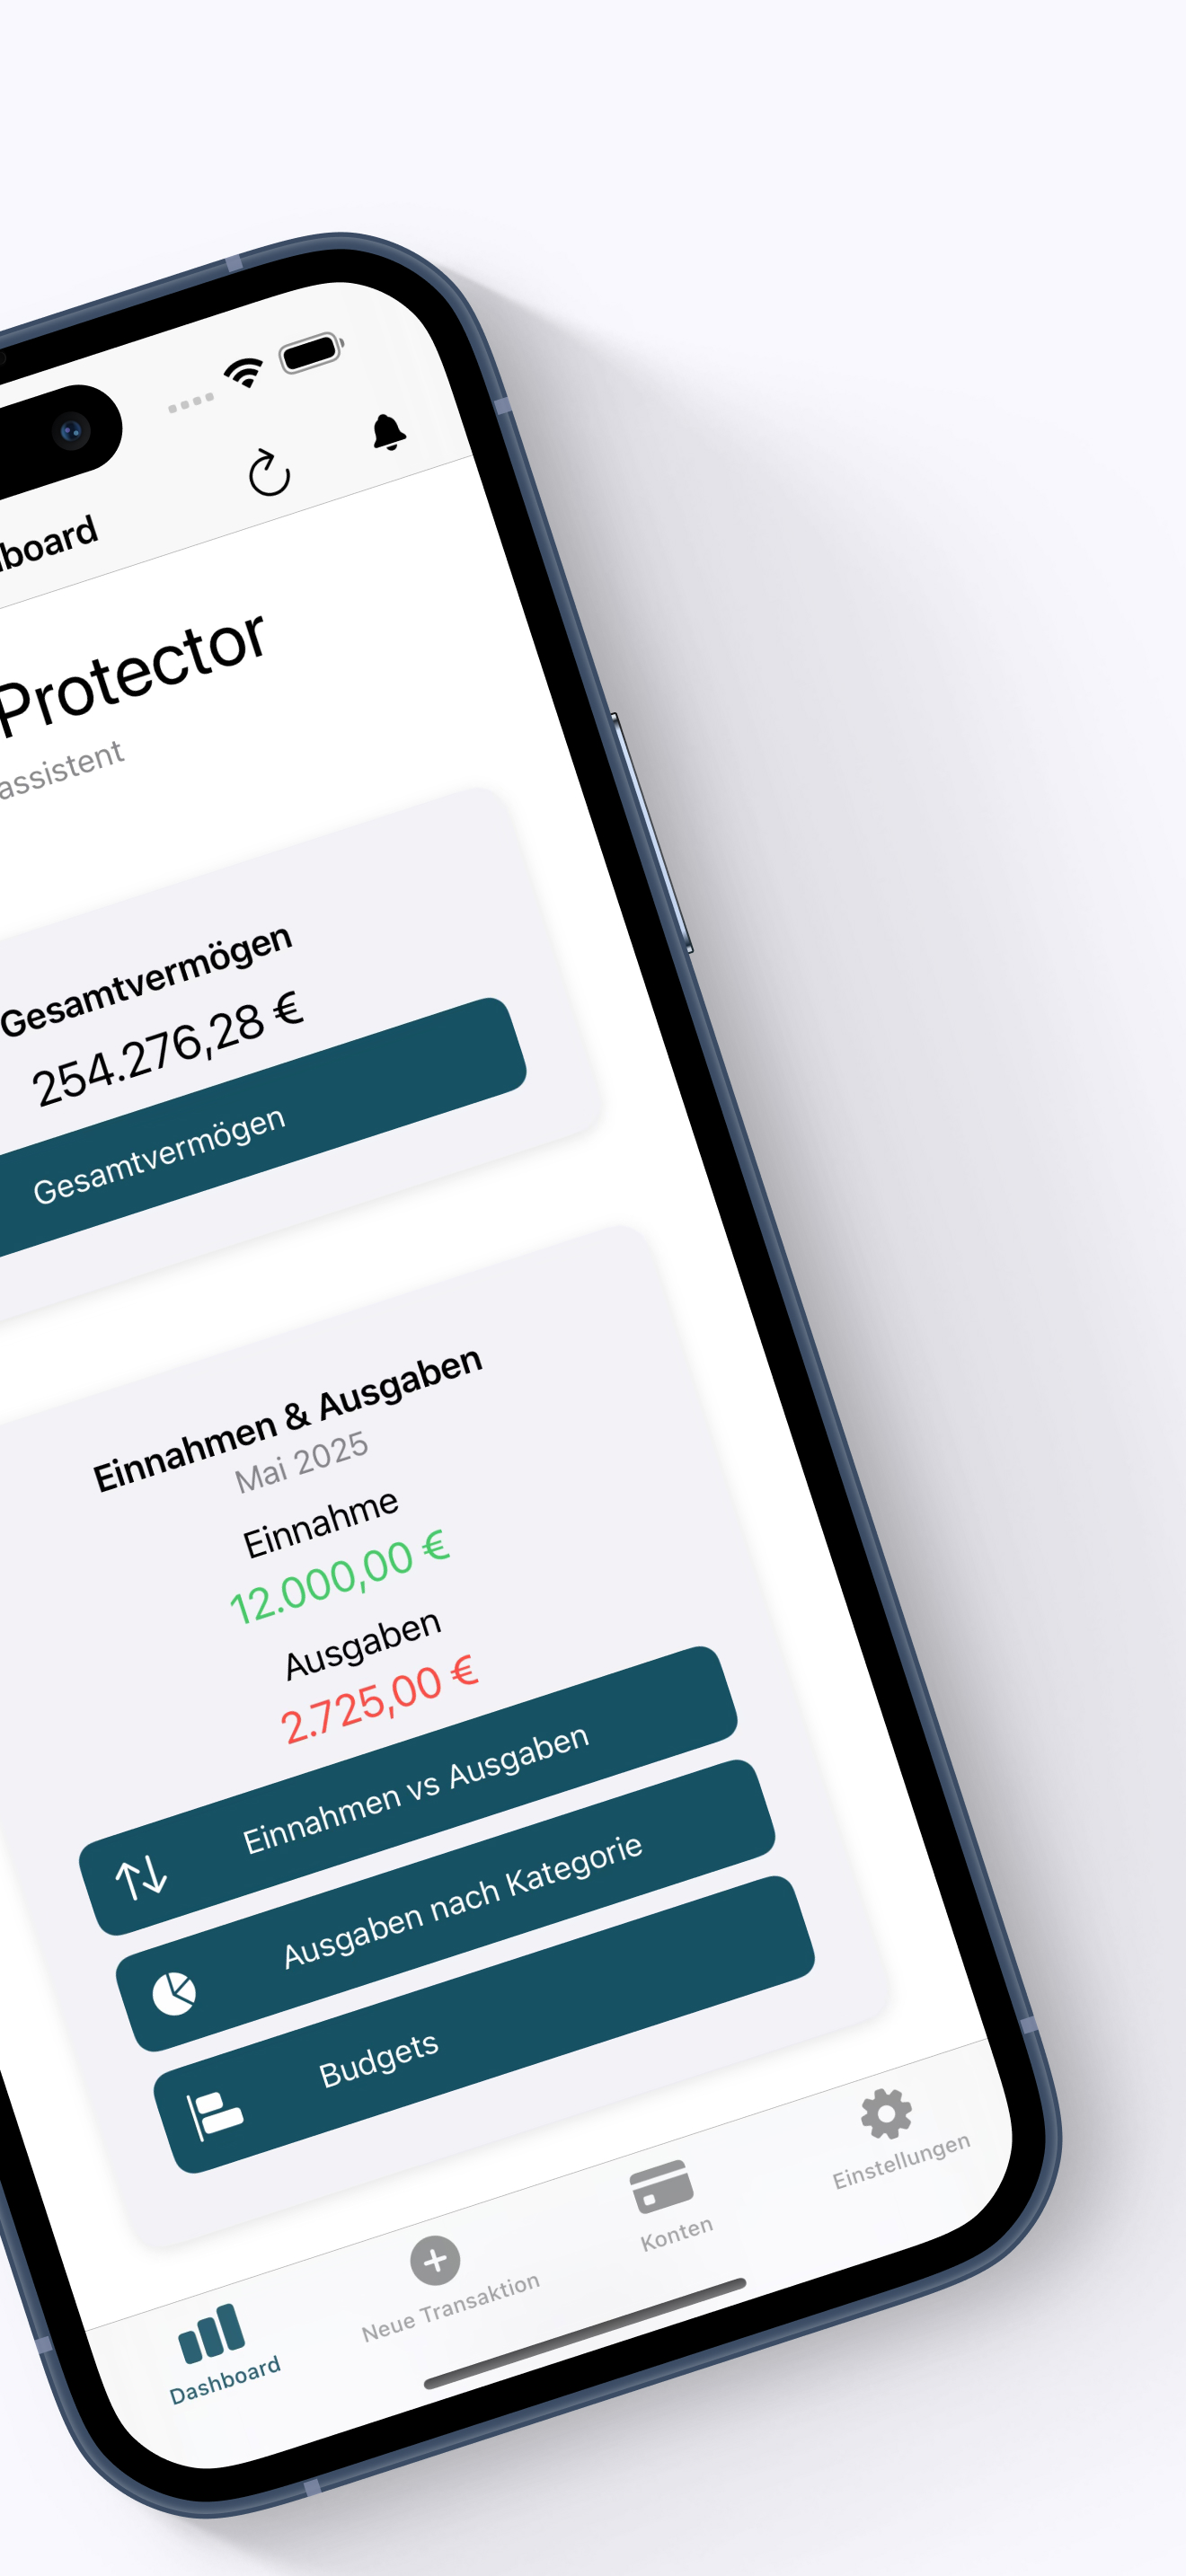 board
Protector
assistent
Gesamtvermögen
254.276,28 €
Gesamtvermögen
Einnahmen & Ausgaben
Mai 2025
Einnahme
12.000,00 €
Ausgaben
2.725,00 €
Einnahmen vs Ausgaben
Ausgaben nach Kategorie
Budgets
Dashboard
Neue Transaktion
Konten
Einstellungen